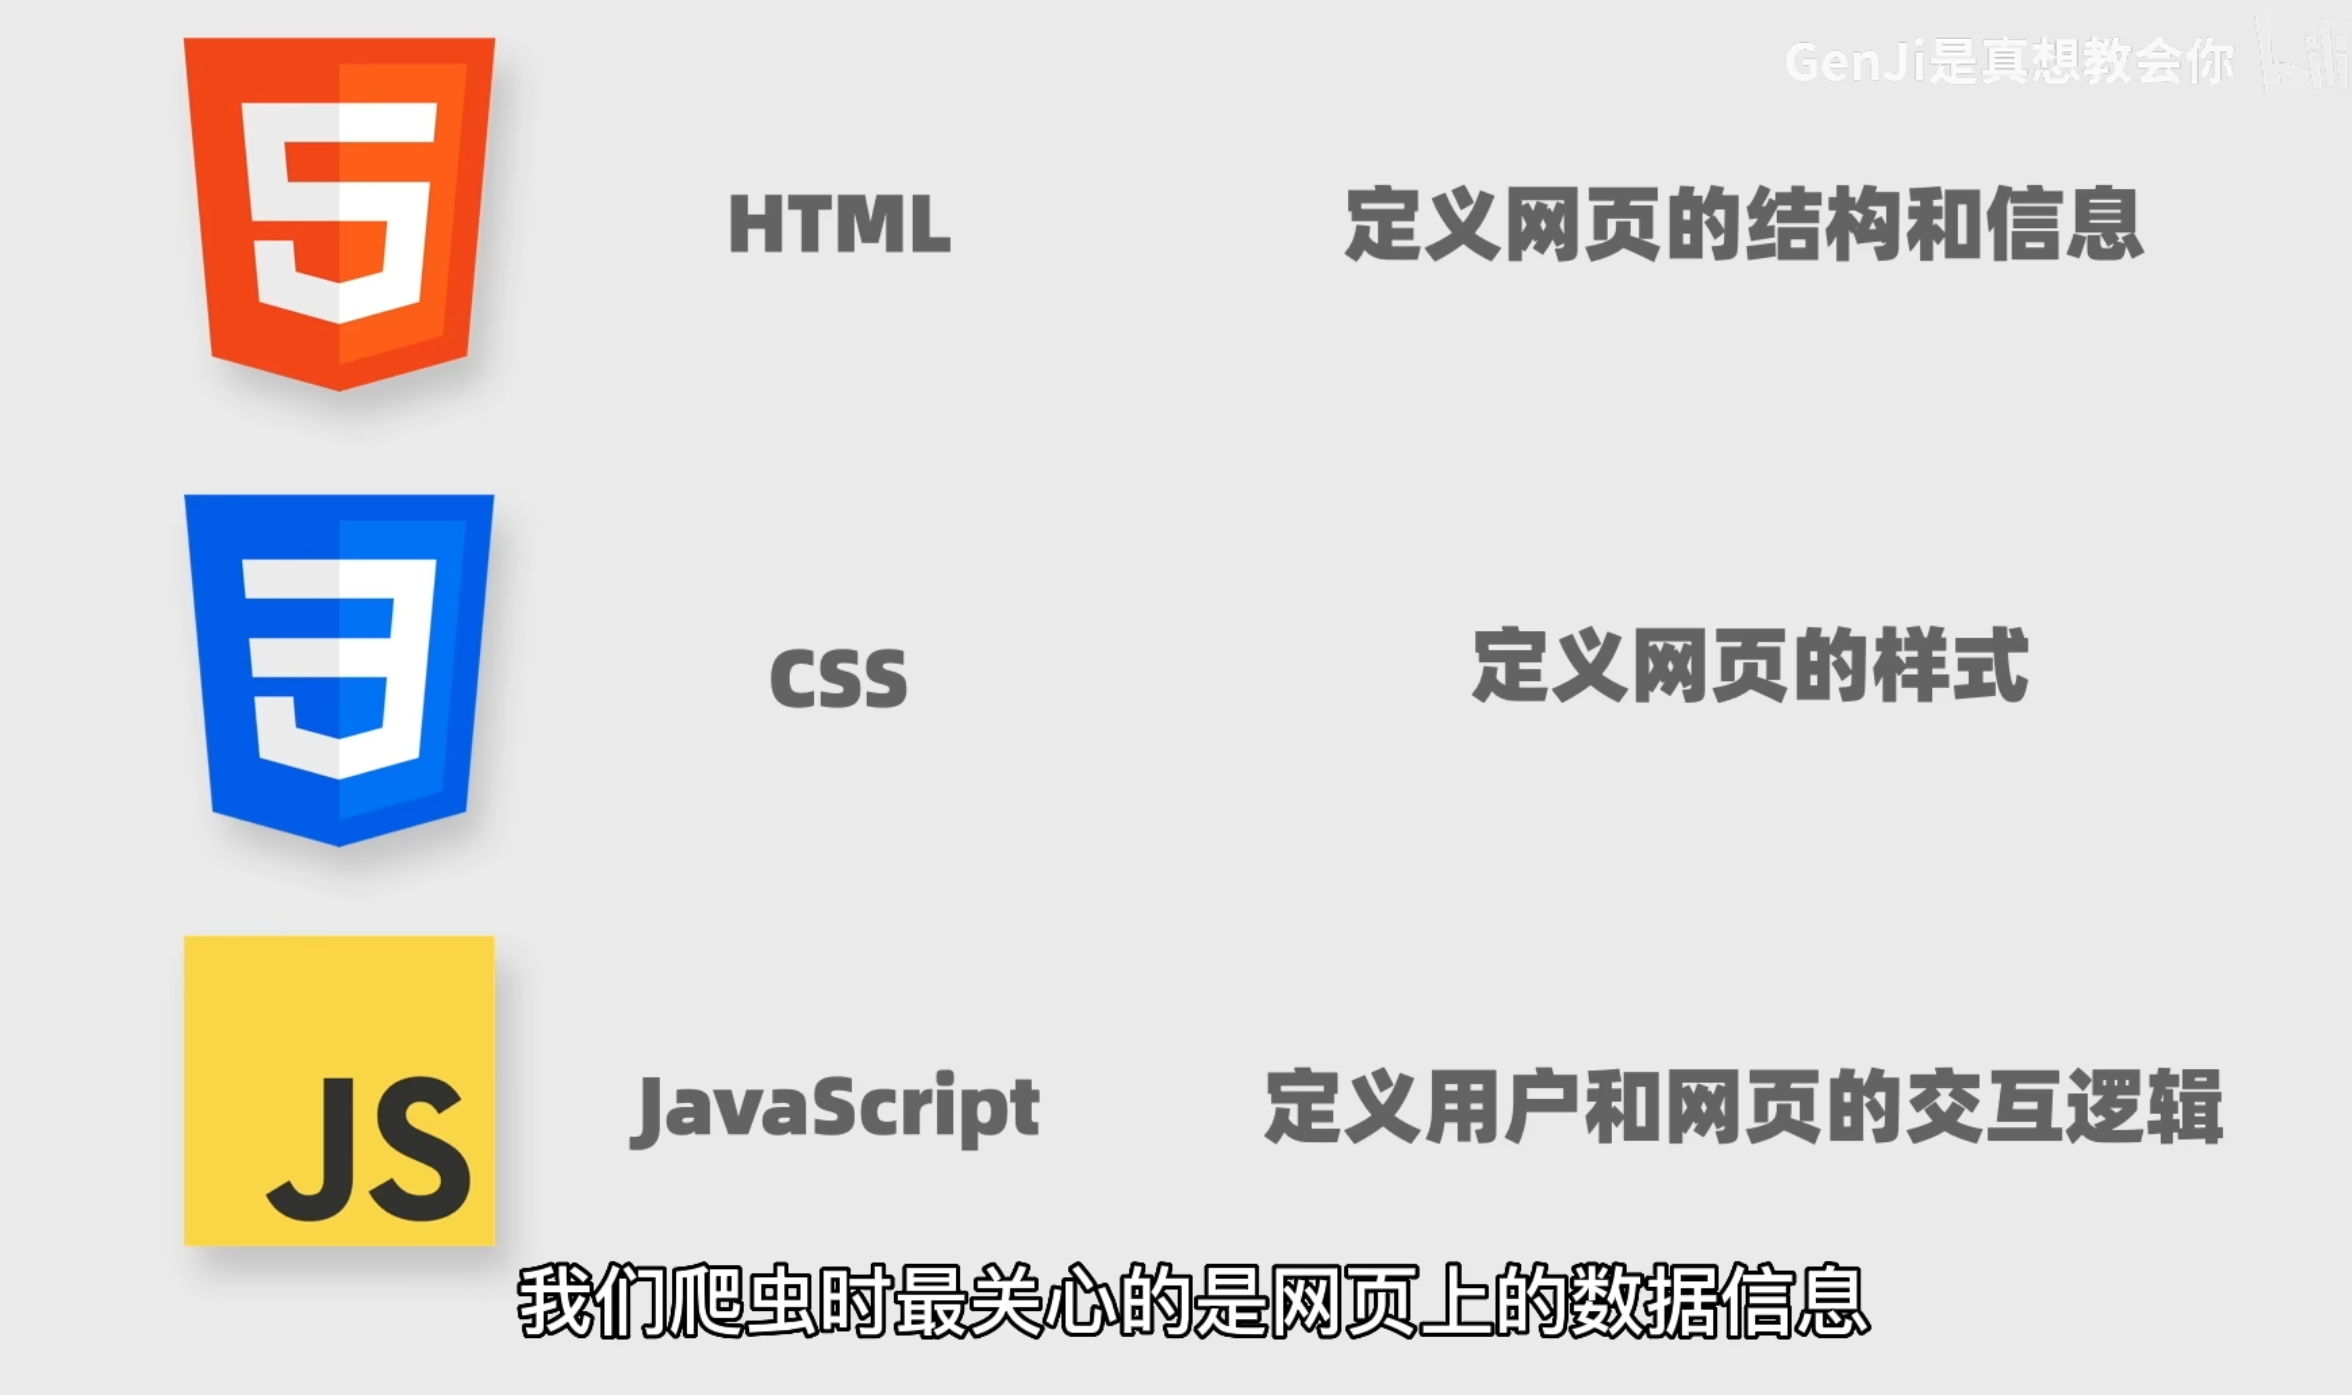 GenJi是真想教会你 bilibili
HTML 定义网页的结构和信息
CSS 定义网页的样式
JS JavaScript 定义用户和网页的交互逻辑
我们爬虫时最关心的是网页上的数据信息